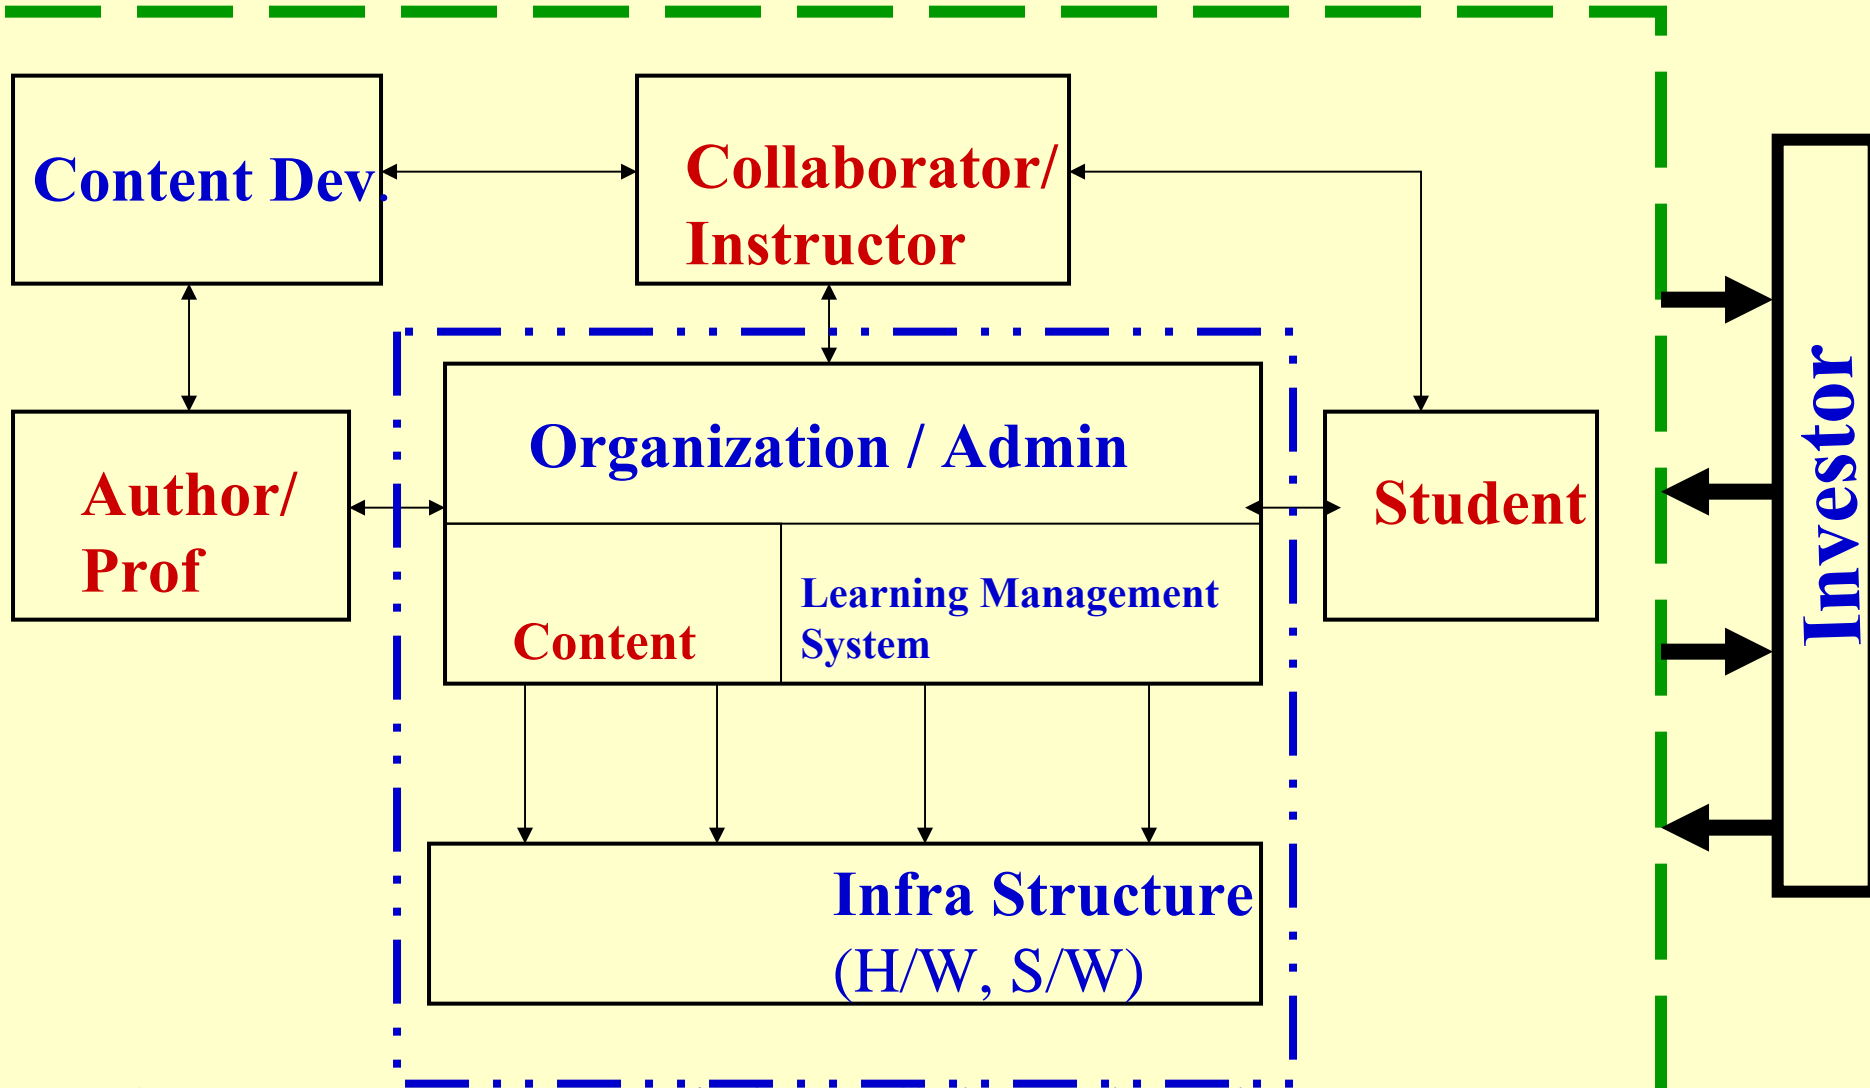 Content Dev.
Collaborator/
Instructor
Organization / Admin
Author/
Prof
Student
Content
Learning Management
System
Infra Structure
(H/W, S/W)
Investor